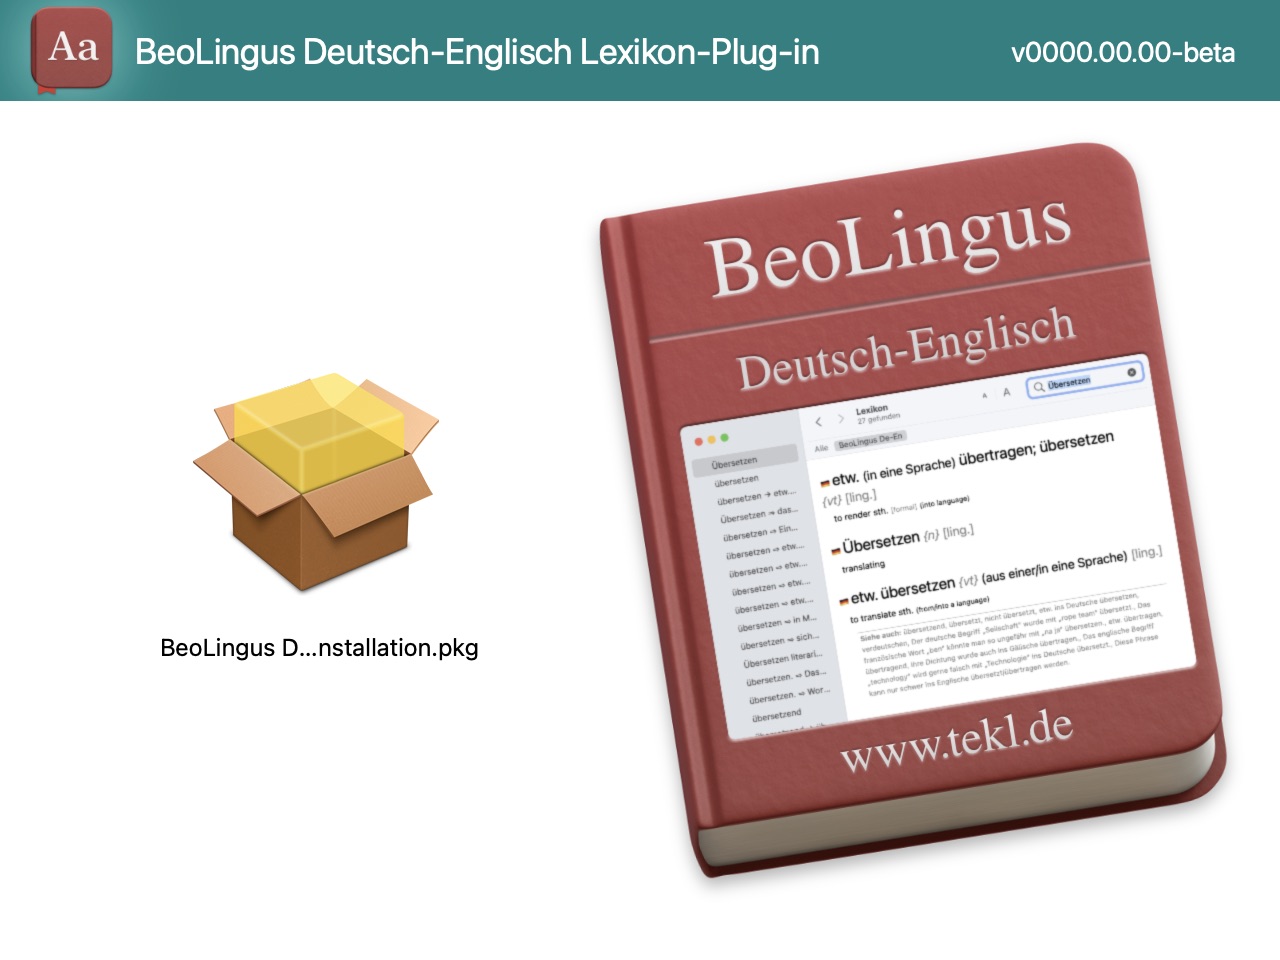 Aa BeoLingus Deutsch-Englisch Lexikon-Plug-in v0000.00.00-beta
BeoLingus D...nstallation.pkg
BeoLingus
Deutsch-Englisch
Lexikon
27 gefunden
A A
Übersetzen
Alle BeoLingus De-En
Übersetzen
übersetzen
übersetzen → etw....
Übersetzen ⇒ das...
übersetzen ⇒ Ein...
übersetzen ⇒ etw....
übersetzen ⇒ etw....
übersetzen ⇒ etw....
übersetzen ⇒ etw....
übersetzen ⇒ in M...
übersetzen ⇒ sich...
Übersetzen literari...
übersetzen. ⇒ Das...
übersetzen. ⇒ Wor...
übersetzend
etw. (in eine Sprache) übertragen; übersetzen
{vt} [ling.]
to render sth. [formal] (into language)
Übersetzen {n} [ling.]
translating
etw. übersetzen {vt} (aus einer/in eine Sprache) [ling.]
to translate sth. (from/into a language)
Siehe auch: übersetzend, übersetzt, nicht übersetzt, etw. ins Deutsche übersetzen,
verdeutschen, Der deutsche Begriff „Seilschaft“ wurde mit „rope team“ übersetzt., Das
französische Wort „ben“ könnte man so ungefähr mit „na ja“ übersetzen., etw. übertragen,
übertragend, Ihre Dichtung wurde auch ins Gälische übertragen., Das englische Begriff
„technology“ wird gerne falsch mit „Technologie“ ins Deutsche übersetzt., Diese Phrase
kann nur schwer ins Englische übersetzt/übertragen werden.
www.tekl.de